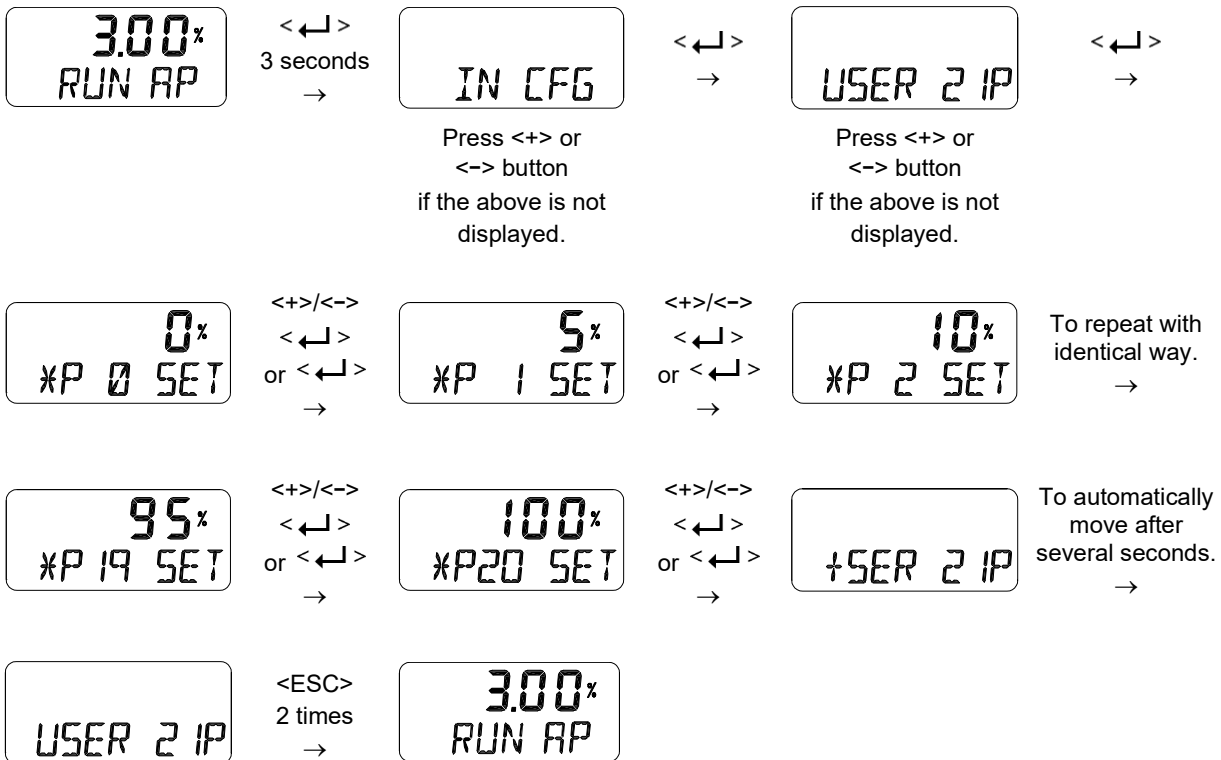 3.00%
RUN AP
<↵>
3 seconds
→
IN CFG
Press <+> or
<−> button
if the above is not
displayed.
<↵>
→
USER 21P
Press <+> or
<−> button
if the above is not
displayed.
<↵>
→
0%
*P 0 SET
<+>/<->
<↵>
or <↵>
→
5%
*P 1 SET
<+>/<->
<↵>
or <↵>
→
10%
*P 2 SET
To repeat with
identical way.
→
95%
*P19 SET
<+>/<->
<↵>
or <↵>
→
100%
*P20 SET
<+>/<->
<↵>
or <↵>
→
+SER 21P
To automatically
move after
several seconds.
→
USER 21P
<ESC>
2 times
→
3.00%
RUN AP